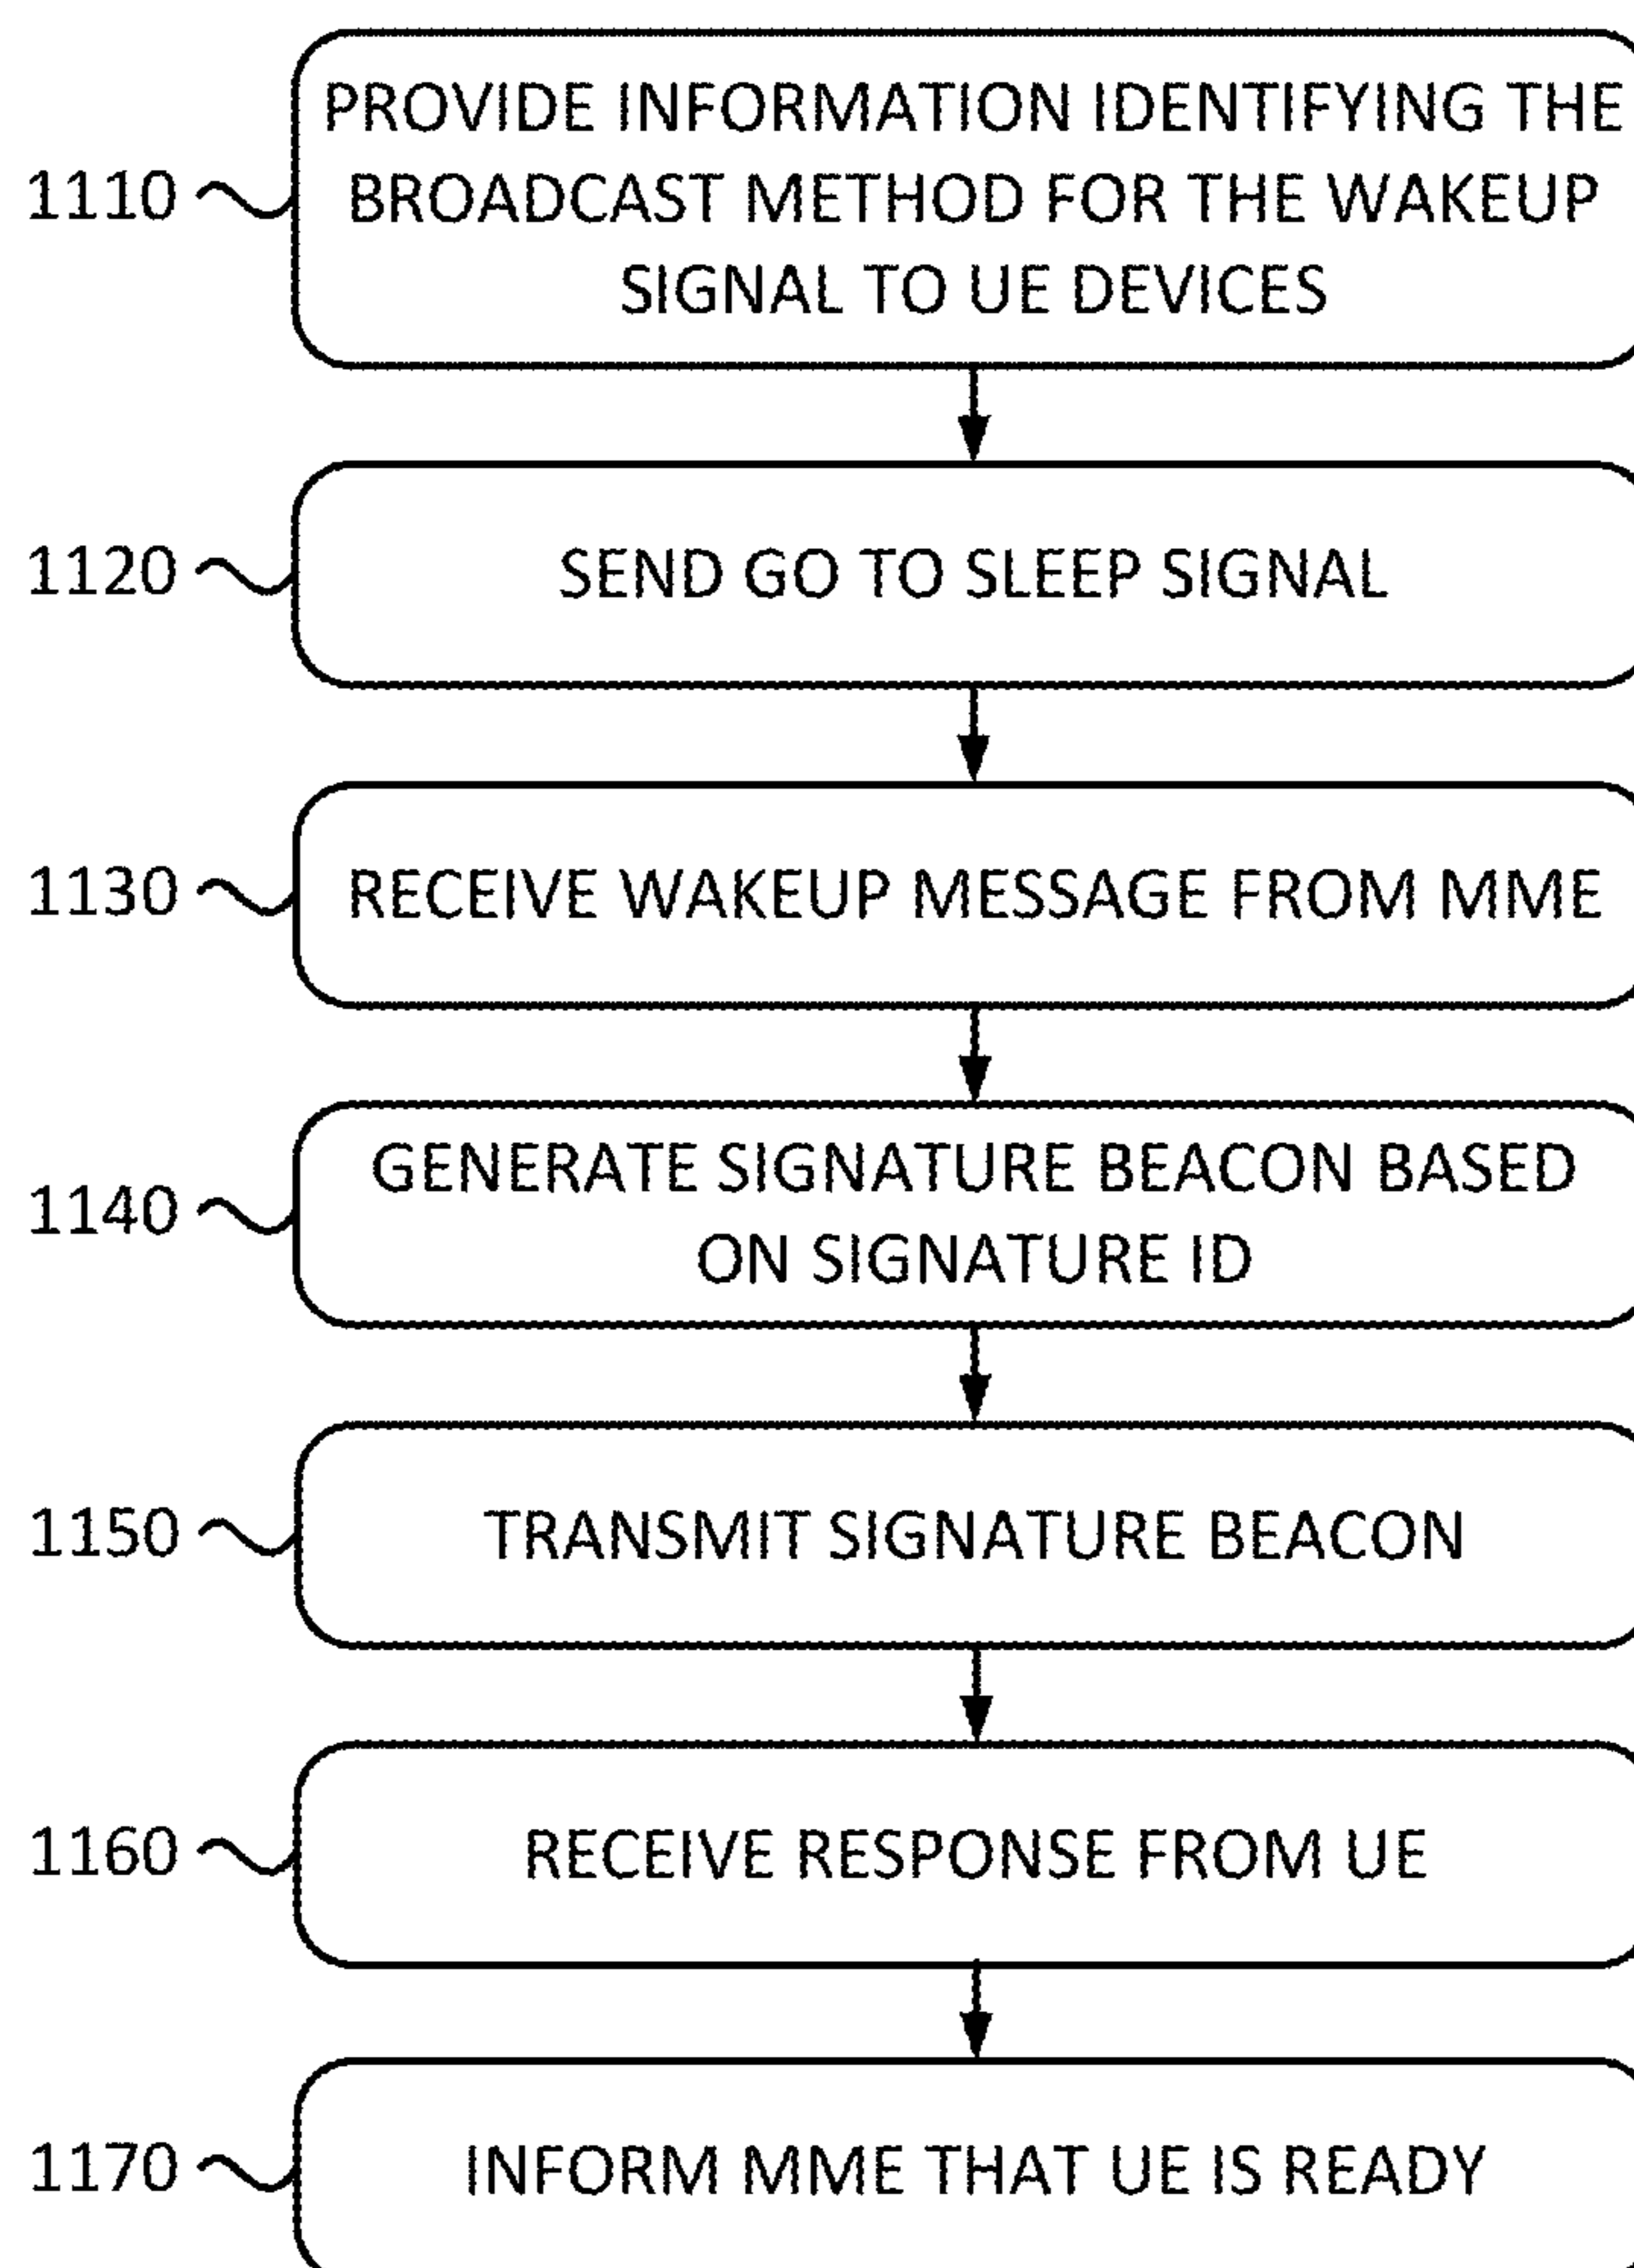 PROVIDE INFORMATION IDENTIFYING THE
1110 BROADCAST METHOD FOR THE WAKEUP
SIGNAL TO UE DEVICES
1120 SEND GO TO SLEEP SIGNAL
1130 RECEIVE WAKEUP MESSAGE FROM MME
GENERATE SIGNATURE BEACON BASED
1140
ON SIGNATURE ID
1150 TRANSMIT SIGNATURE BEACON
1160 RECEIVE RESPONSE FROM UE
1170 INFORM MME THAT UE IS READY